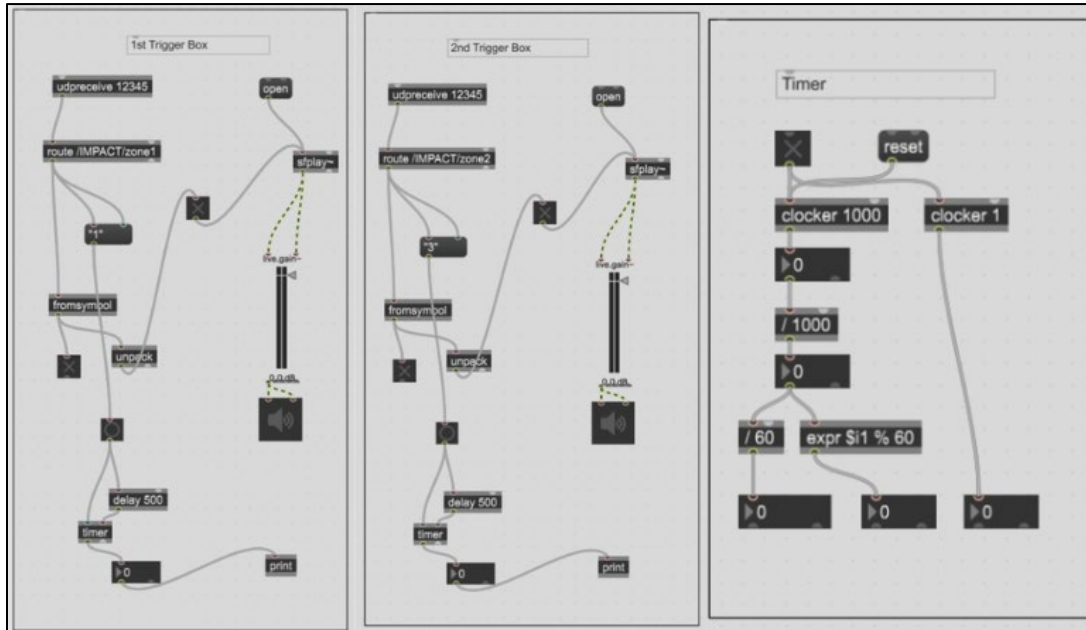 1st Trigger Box
udpreceive 12345
open
route /IMPACT/zone1
sfplay~
"1"
live.gain~
fromsymbol
unpack
0.0 dB
delay 500
timer
0
print
2nd Trigger Box
udpreceive 12345
open
route /IMPACT/zone2
sfplay~
"3"
live.gain~
fromsymbol
unpack
0.0 dB
delay 500
timer
0
print
Timer
reset
clocker 1000
clocker 1
0
/ 1000
0
/ 60
expr $i1 % 60
0
0
0